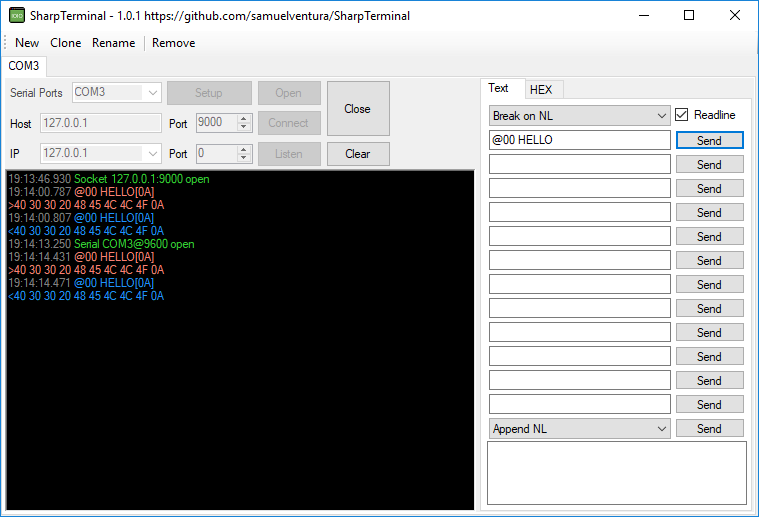 SharpTerminal - 1.0.1 https://github.com/samuelventura/SharpTerminal
New Clone Rename Remove
COM3
Serial Ports COM3 Setup Open
Close
Host 127.0.0.1 Port 9000 Connect
IP 127.0.0.1 Port 0 Listen Clear
19:13:46.930 Socket 127.0.0.1:9000 open
19:14:00.787 @00 HELLO[0A]
>40 30 30 20 48 45 4C 4C 4F 0A
19:14:00.807 @00 HELLO[0A]
<40 30 30 20 48 45 4C 4C 4F 0A
19:14:13.250 Serial COM3@9600 open
19:14:14.431 @00 HELLO[0A]
>40 30 30 20 48 45 4C 4C 4F 0A
19:14:14.471 @00 HELLO[0A]
<40 30 30 20 48 45 4C 4C 4F 0A
Text HEX
Break on NL Readline
@00 HELLO Send
Send
Send
Send
Send
Send
Send
Send
Send
Send
Send
Send
Append NL Send